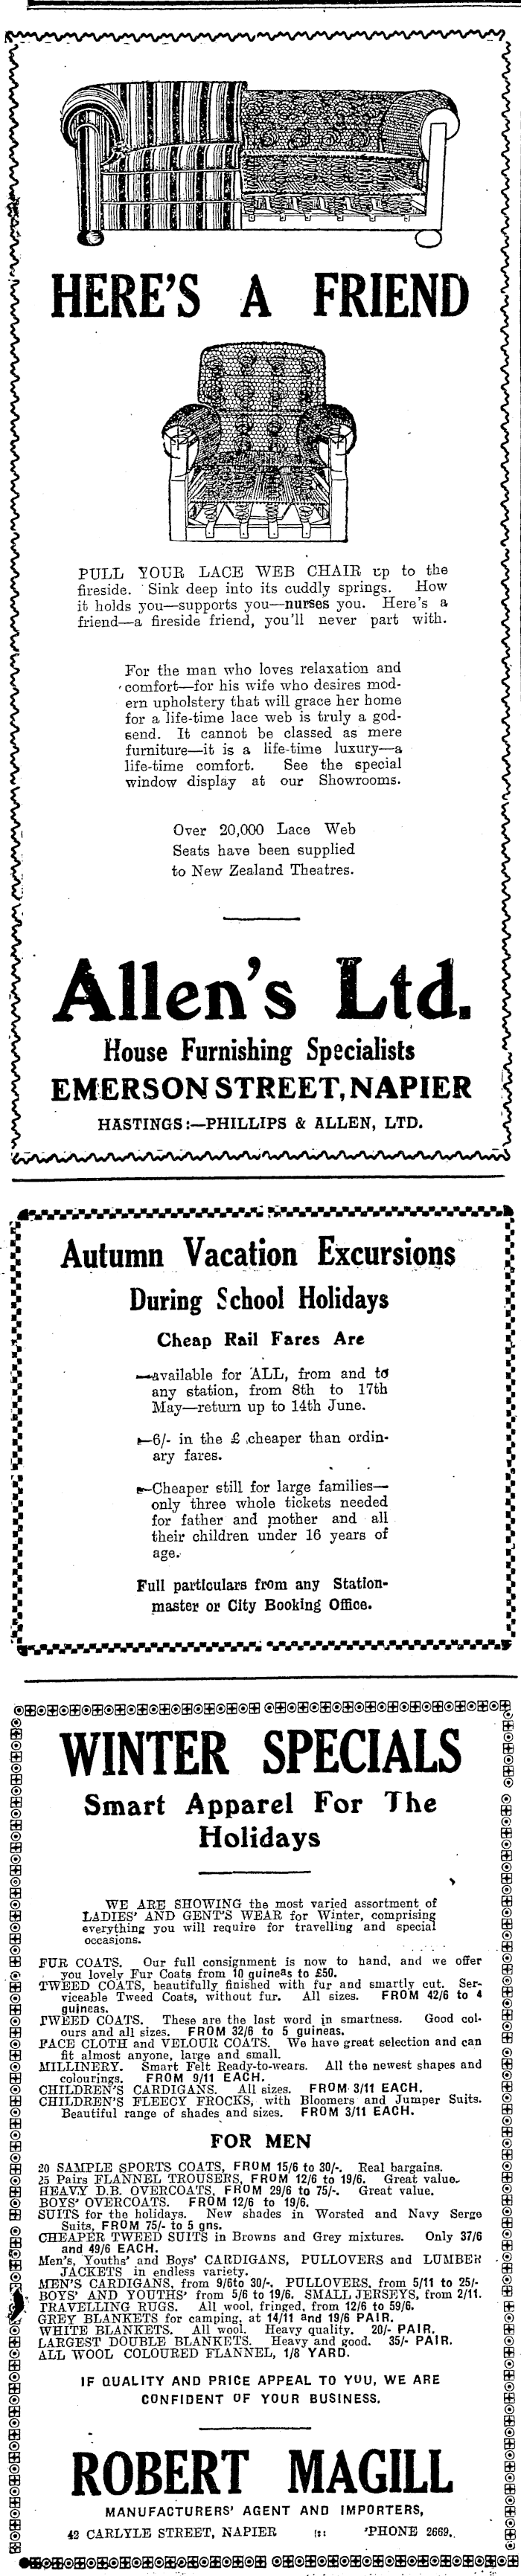 HERE'S A FRIEND
PULL YOUR LACE WEB CHAIR up to the
fireside. Sink deep into its cuddly springs. How
it holds you—supports you—nurses you. Here's a
friend—a fireside friend, you'll never part with.
For the man who loves relaxation and
comfort—for his wife who desires mod-
ern upholstery that will grace her home
for a life-time lace web is truly a god-
send. It cannot be classed as mere
furniture—it is a life-time luxury—a
life-time comfort. See the special
window display at our Showrooms.
Over 20,000 Lace Web
Seats have been supplied
to New Zealand Theatres.
Allen's Ltd.
House Furnishing Specialists
EMERSON STREET, NAPIER
HASTINGS:—PHILLIPS & ALLEN, LTD.
Autumn Vacation Excursions
During School Holidays
Cheap Rail Fares Are
—available for ALL, from and to
any station, from 8th to 17th
May—return up to 14th June.
—6/- in the £ cheaper than ordin-
ary fares.
—Cheaper still for large families—
only three whole tickets needed
for father and mother and all
their children under 16 years of
age.
Full particulars from any Station-
master or City Booking Office.
WINTER SPECIALS
Smart Apparel For The
Holidays
WE ARE SHOWING the most varied assortment of
LADIES' AND GENT'S WEAR for Winter, comprising
everything you will require for travelling and special
occasions.
FUR COATS. Our full consignment is now to hand, and we offer
you lovely Fur Coats from 10 guineas to £50.
TWEED COATS, beautifully finished with fur and smartly cut. Ser-
viceable Tweed Coats, without fur. All sizes. FROM 42/6 to 4
guineas.
TWEED COATS. These are the last word in smartness. Good col-
ours and all sizes. FROM 32/6 to 5 guineas.
FACE CLOTH and VELOUR COATS. We have great selection and can
fit almost anyone, large and small.
MILLINERY. Smart Felt Ready-to-wears. All the newest shapes and
colourings. FROM 9/11 EACH.
CHILDREN'S CARDIGANS. All sizes. FROM 3/11 EACH.
CHILDREN'S FLEECY FROCKS, with Bloomers and Jumper Suits.
Beautiful range of shades and sizes. FROM 3/11 EACH.
FOR MEN
20 SAMPLE SPORTS COATS, FROM 15/6 to 30/-. Real bargains.
25 Pairs FLANNEL TROUSERS, FROM 12/6 to 19/6. Great value.
HEAVY D.B. OVERCOATS, FROM 29/6 to 75/-. Great value.
BOYS' OVERCOATS. FROM 12/6 to 19/6.
SUITS for the holidays. New shades in Worsted and Navy Serge
Suits, FROM 75/- to 5 gns.
CHEAPER TWEED SUITS in Browns and Grey mixtures. Only 37/6
and 49/6 EACH.
Men's, Youths' and Boys' CARDIGANS, PULLOVERS and LUMBER
JACKETS in endless variety.
MEN'S CARDIGANS, from 9/6to 30/-. PULLOVERS, from 5/11 to 25/-
BOYS' AND YOUTHS' from 5/6 to 19/6. SMALL JERSEYS, from 2/11.
TRAVELLING RUGS. All wool, fringed, from 12/6 to 59/6.
GREY BLANKETS for camping, at 14/11 and 19/6 PAIR.
WHITE BLANKETS. All wool. Heavy quality. 20/- PAIR.
LARGEST DOUBLE BLANKETS. Heavy and good. 35/- PAIR.
ALL WOOL COLOURED FLANNEL, 1/8 YARD.
IF QUALITY AND PRICE APPEAL TO YOU, WE ARE
CONFIDENT OF YOUR BUSINESS.
ROBERT MAGILL
MANUFACTURERS' AGENT AND IMPORTERS,
42 CARLYLE STREET, NAPIER :: 'PHONE 2669.